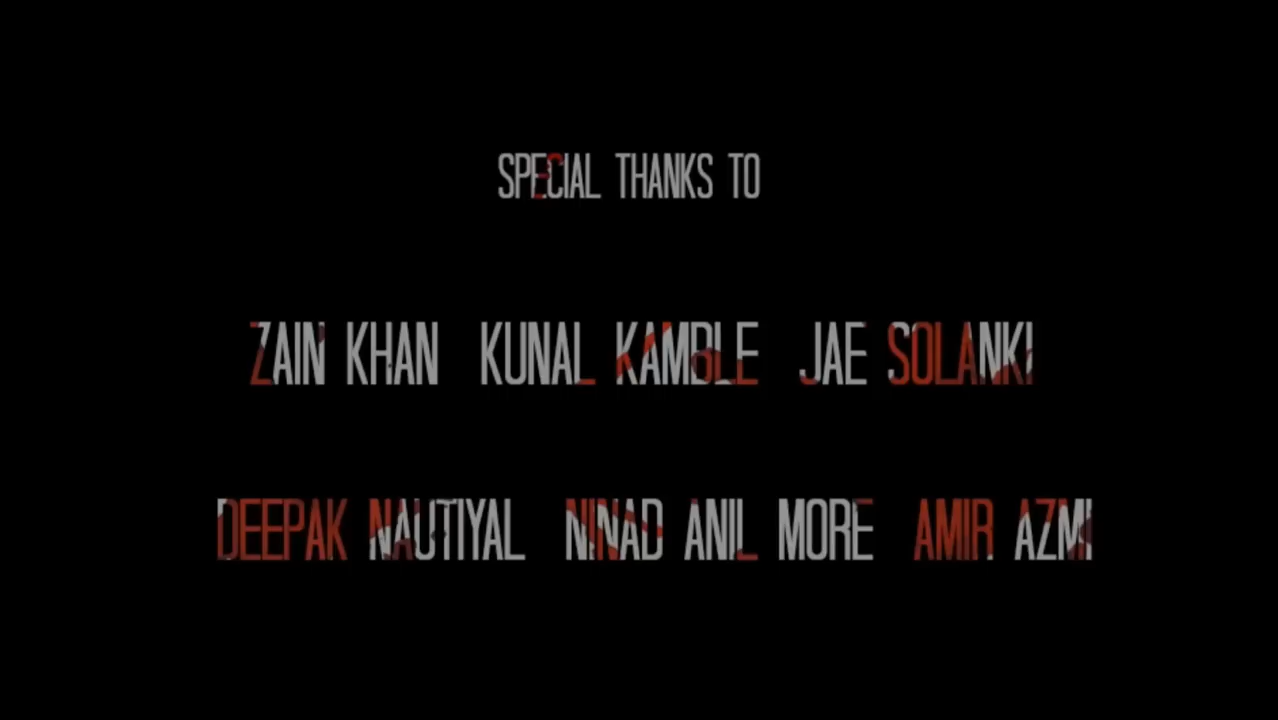 SPECIAL THANKS TO
ZAIN KHAN KUNAL KAMBLE JAE SOLANKI
DEEPAK NAUTIYAL NINAD ANIL MORE AMIR AZMI